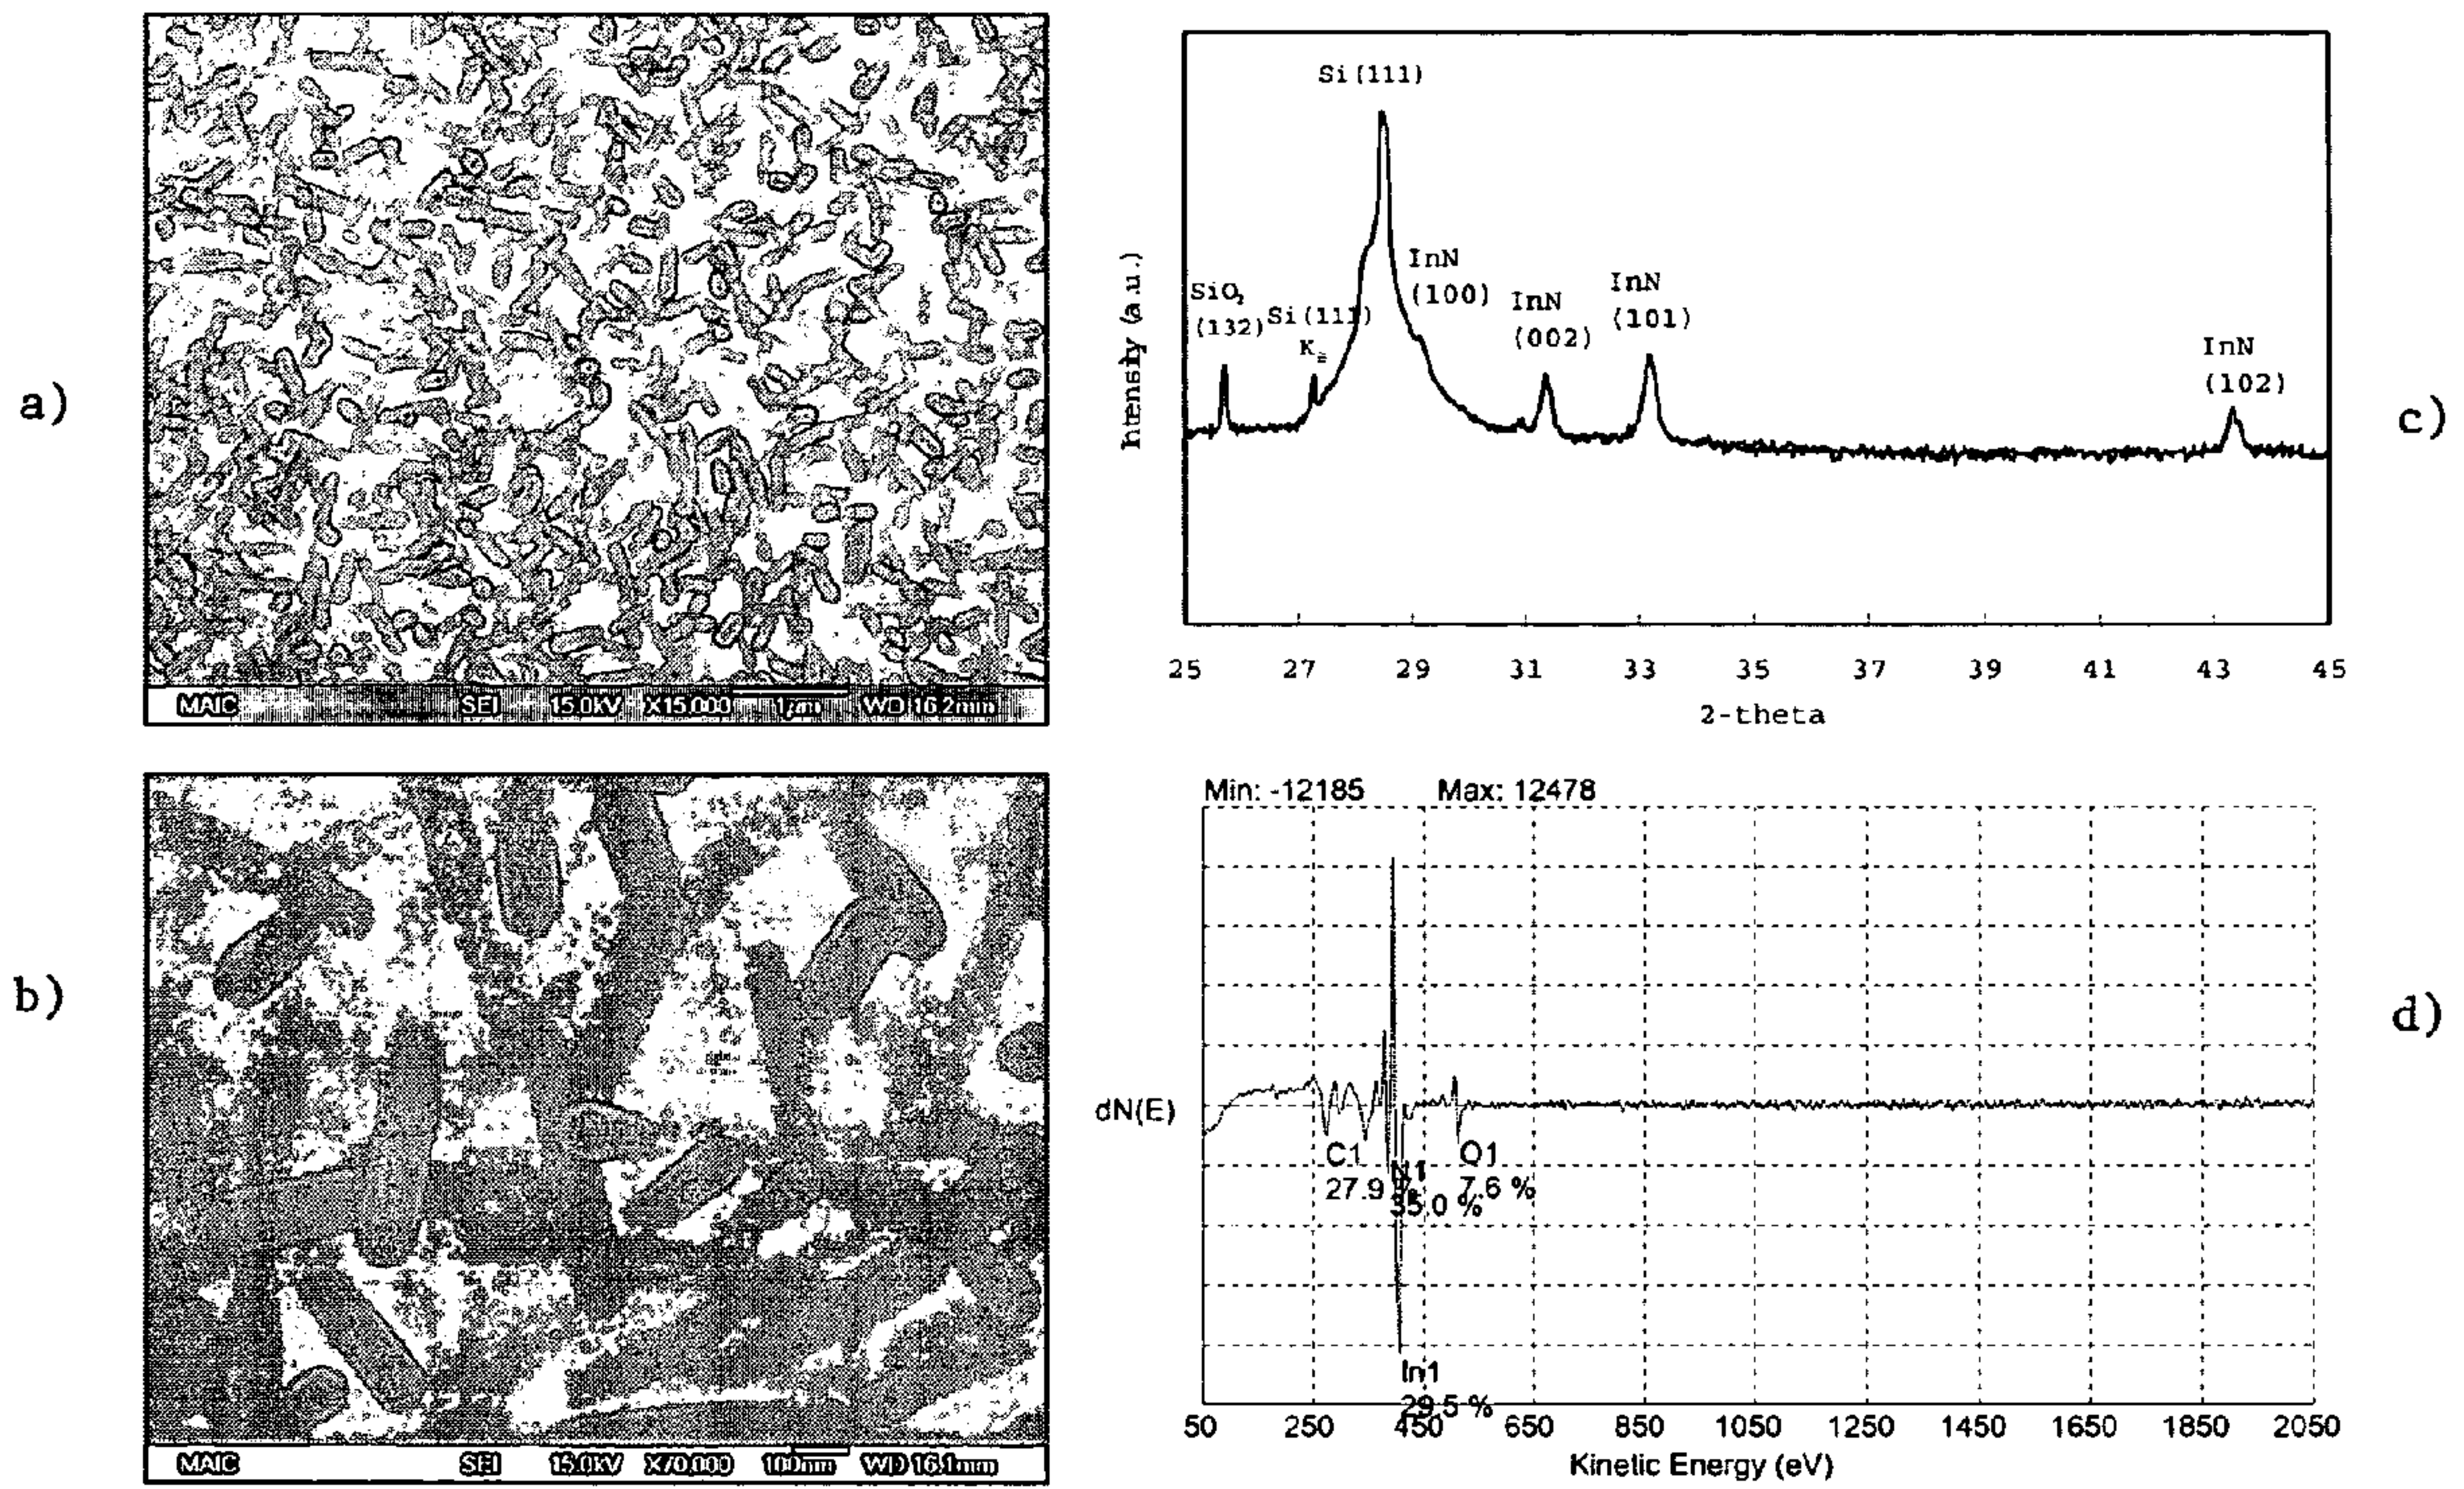 a)
MAIC SEI 15.0kV X15,000 1μm WD 16.2mm
b)
MAIC SEI 15.0kV X70,000 100nm WD 16.1mm
c)
Si(111)
InN
(100)
SiO₂
(132)
Si(111)
InN
(002)
InN
(101)
InN
(102)
Intensity (a.u.)
25 27 29 31 33 35 37 39 41 43 45
2-theta
d)
Min: -12185 Max: 12478
dN(E)
C1
27.9
N1
35.0 %
O1
7.6 %
In1
29.5 %
50 250 450 650 850 1050 1250 1450 1650 1850 2050
Kinetic Energy (eV)